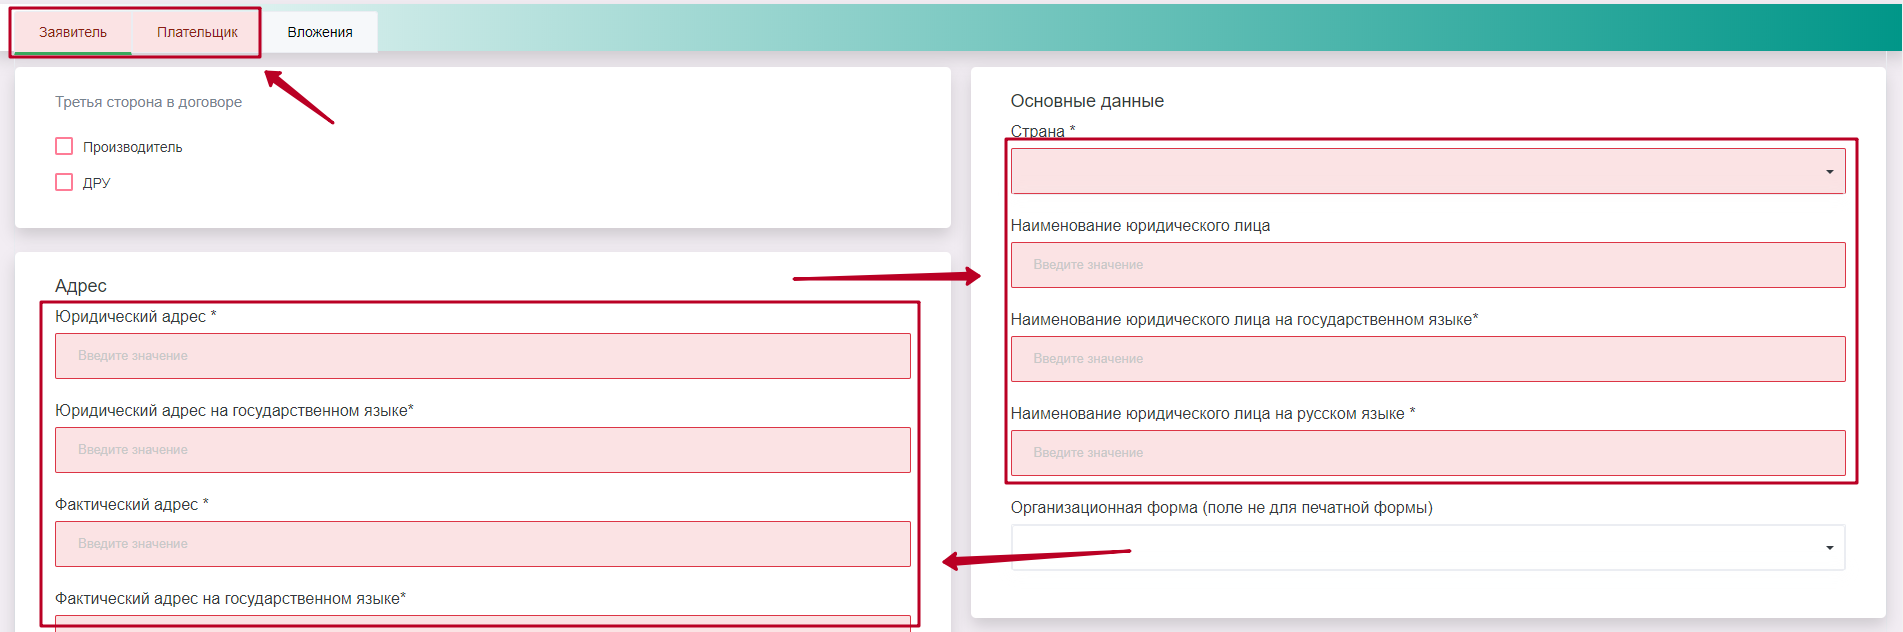 Заявитель
Плательщик
Вложения
Третья сторона в договоре
Производитель
ДРУ
Адрес
Юридический адрес *
Введите значение
Юридический адрес на государственном языке*
Введите значение
Фактический адрес *
Введите значение
Фактический адрес на государственном языке*
Основные данные
Страна *
Наименование юридического лица
Введите значение
Наименование юридического лица на государственном языке*
Введите значение
Наименование юридического лица на русском языке *
Введите значение
Организационная форма (поле не для печатной формы)